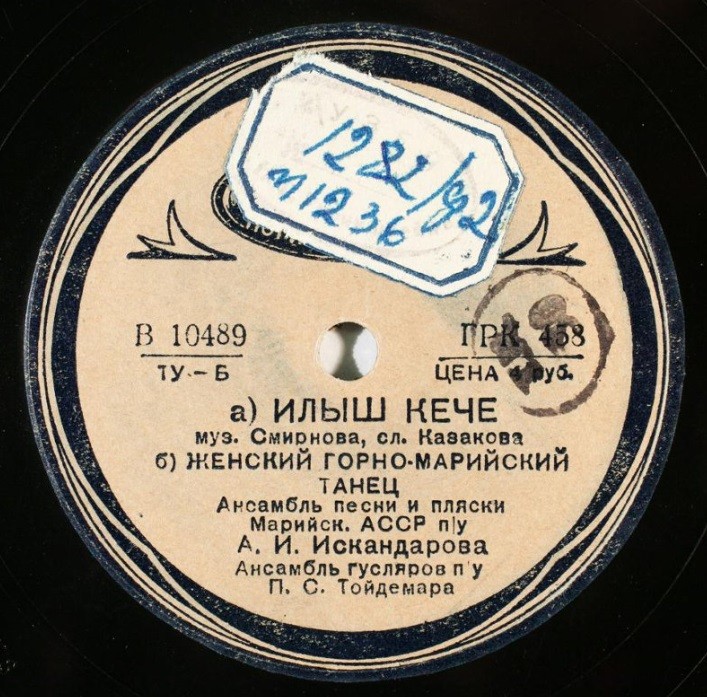 1282/92
п1236
В 10489
ГРК 458
ТУ-Б
ЦЕНА 4 руб.
а) ИЛЫШ КЕЧЕ
муз. Смирнова, сл. Казакова
б) ЖЕНСКИЙ ГОРНО-МАРИЙСКИЙ
ТАНЕЦ
Ансамбль песни и пляски
Марийск. АССР п/у
А. И. Искандарова
Ансамбль гусляров п/у
П. С. Тойдемара